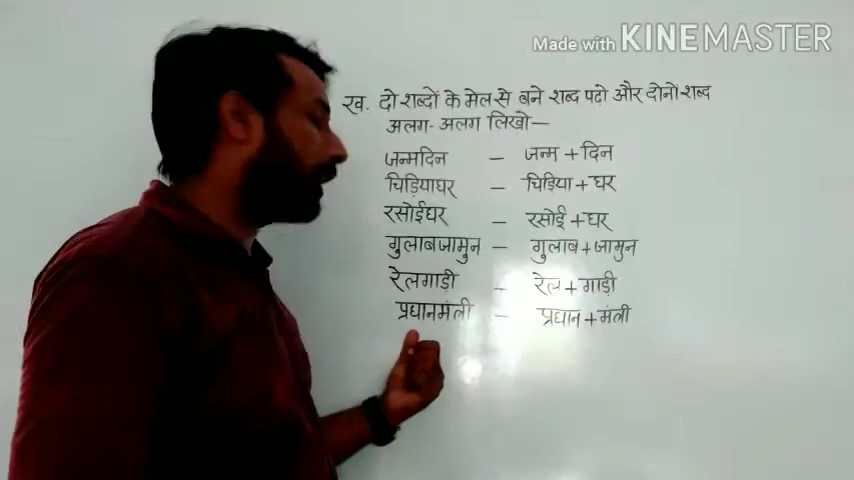 Made with KINEMASTER
ख. दो शब्दों के मेल से बने शब्द पढ़ो और दोनो शब्द
अलग- अलग लिखो—
जन्मदिन — जन्म + दिन
चिड़ियाघर — चिड़िया + घर
रसोईघर — रसोई + घर
गुलाबजामुन — गुलाब + जामुन
रेलगाड़ी — रेल + गाड़ी
प्रधानमंत्री — प्रधान + मंत्री